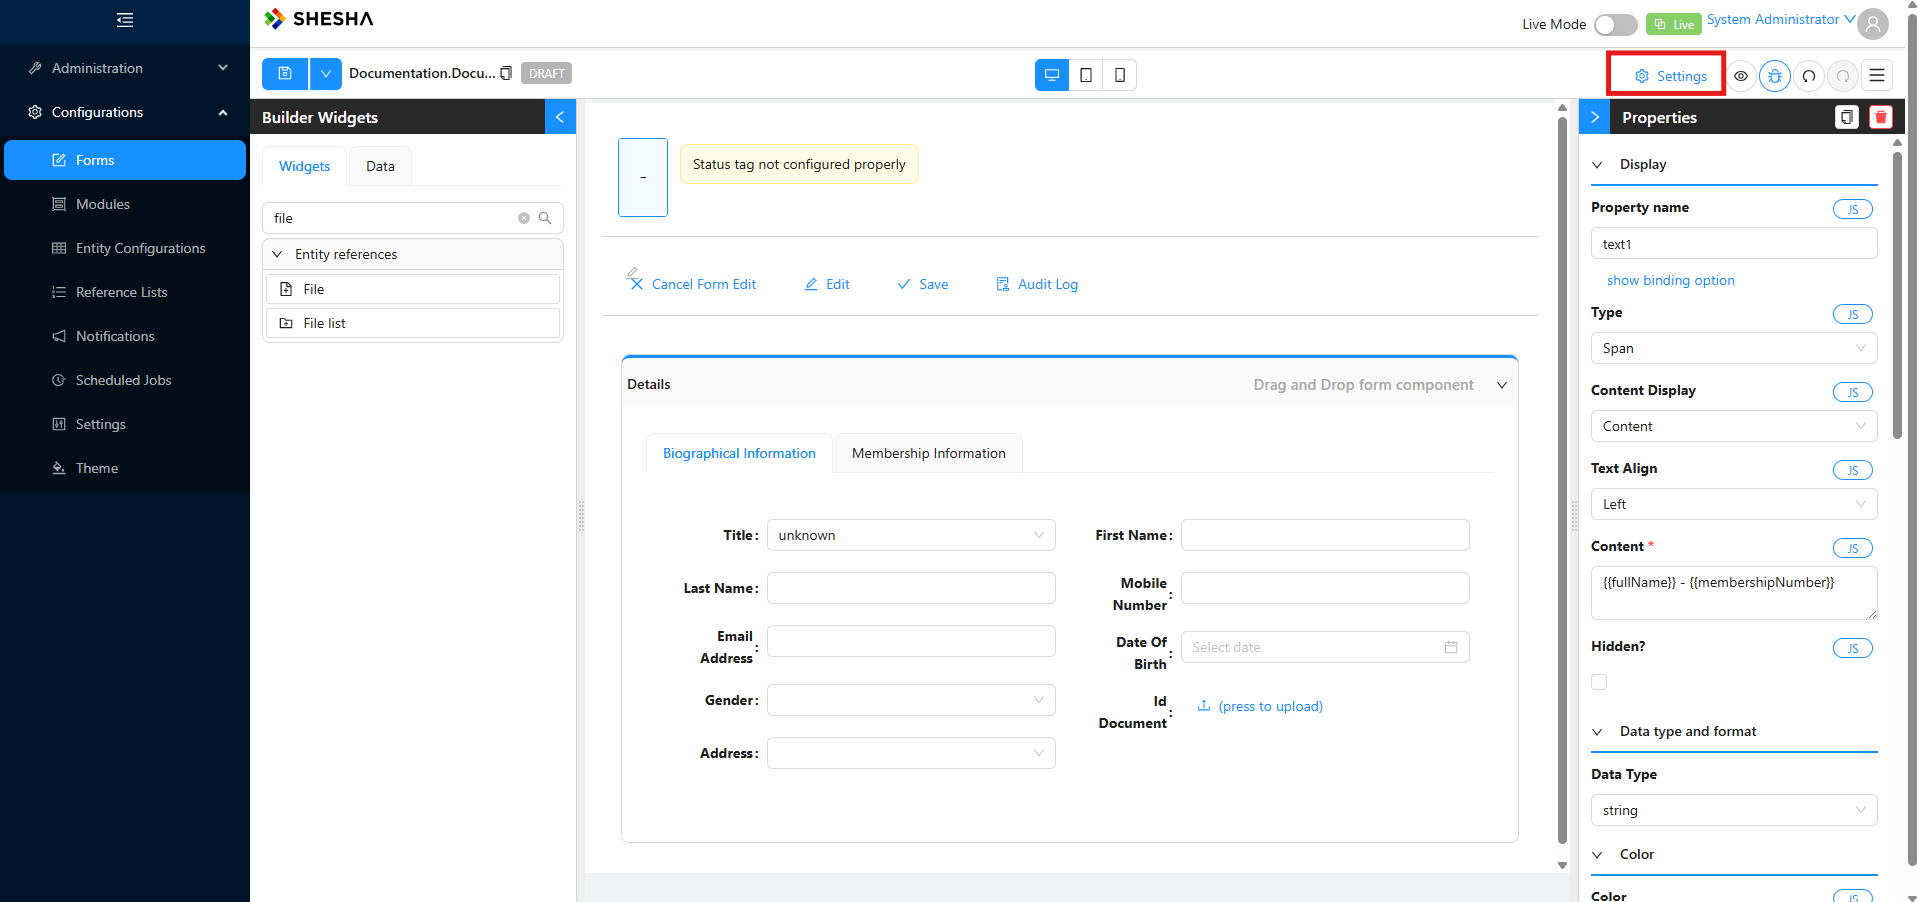 SHESHA
Live Mode
Live
System Administrator
Administration
Configurations
Forms
Modules
Entity Configurations
Reference Lists
Notifications
Scheduled Jobs
Settings
Theme
Documentation.Docu...
DRAFT
Settings
Builder Widgets
Widgets
Data
file
Entity references
File
File list
-
Status tag not configured properly
Cancel Form Edit
Edit
Save
Audit Log
Details
Drag and Drop form component
Biographical Information
Membership Information
Title:
unknown
First Name:
Last Name:
Mobile
Number:
Email
Address:
Date Of
Birth:
Select date
Gender:
Id
Document:
(press to upload)
Address:
Properties
Display
Property name
JS
text1
show binding option
Type
JS
Span
Content Display
JS
Content
Text Align
JS
Left
Content *
JS
{{fullName}} - {{membershipNumber}}
Hidden?
JS
Data type and format
Data Type
string
Color
Color
JS